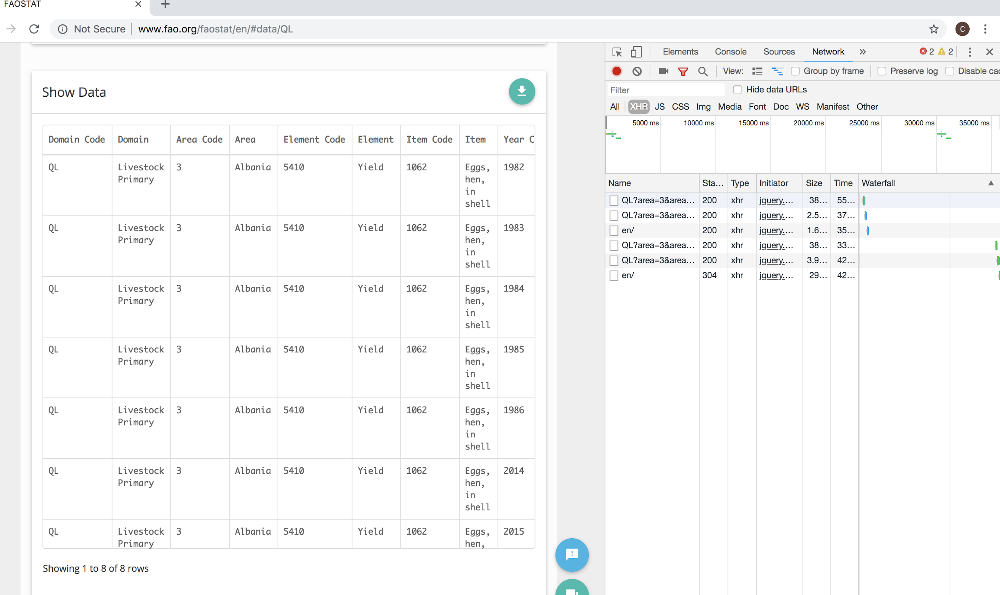 FAOSTAT
Not Secure www.fao.org/faostat/en/#data/QL
C
Show Data
Domain Code Domain Area Code Area Element Code Element Item Code Item Year C
QL Livestock Primary 3 Albania 5410 Yield 1062 Eggs, hen, in shell 1982
QL Livestock Primary 3 Albania 5410 Yield 1062 Eggs, hen, in shell 1983
QL Livestock Primary 3 Albania 5410 Yield 1062 Eggs, hen, in shell 1984
QL Livestock Primary 3 Albania 5410 Yield 1062 Eggs, hen, in shell 1985
QL Livestock Primary 3 Albania 5410 Yield 1062 Eggs, hen, in shell 1986
QL Livestock Primary 3 Albania 5410 Yield 1062 Eggs, hen, in shell 2014
QL Livestock Primary 3 Albania 5410 Yield 1062 Eggs, hen, 2015
Showing 1 to 8 of 8 rows
Elements Console Sources Network 2 2
View: Group by frame Preserve log Disable cac
Filter Hide data URLs
All XHR JS CSS Img Media Font Doc WS Manifest Other
5000 ms 10000 ms 15000 ms 20000 ms 25000 ms 30000 ms 35000 ms
Name Sta... Type Initiator Size Time Waterfall
QL?area=3&area... 200 xhr jquery.... 38... 55...
QL?area=3&area... 200 xhr jquery.... 2.5... 37...
en/ 200 xhr jquery.... 1.6... 35...
QL?area=3&area... 200 xhr jquery.... 38... 33...
QL?area=3&area... 200 xhr jquery.... 3.9... 42...
en/ 304 xhr jquery.... 29... 42...